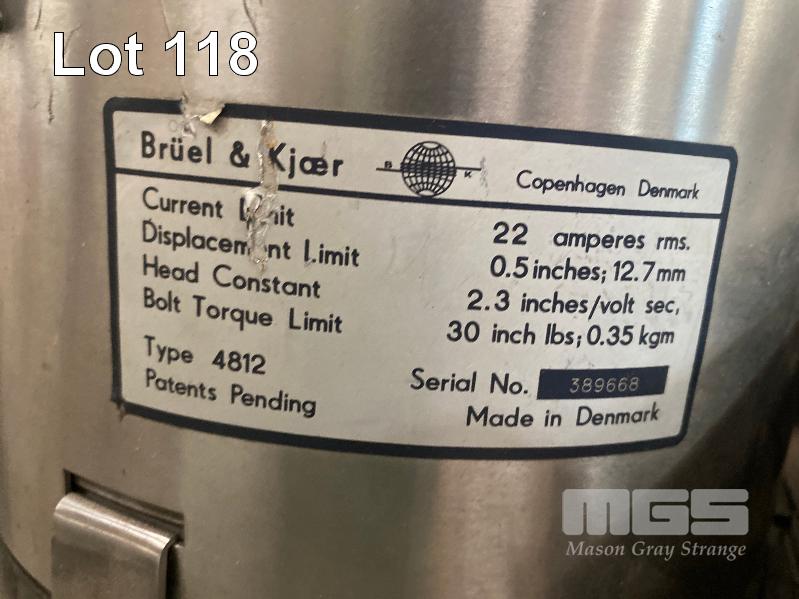 Lot 118
Brüel & Kjær
B K
Copenhagen Denmark
Current Limit 22 amperes rms.
Displacement Limit 0.5 inches; 12.7 mm
Head Constant 2.3 inches/volt sec,
Bolt Torque Limit 30 inch lbs; 0.35 kgm
Type 4812 Serial No. 389668
Patents Pending Made in Denmark
MGS
Mason Gray Strange